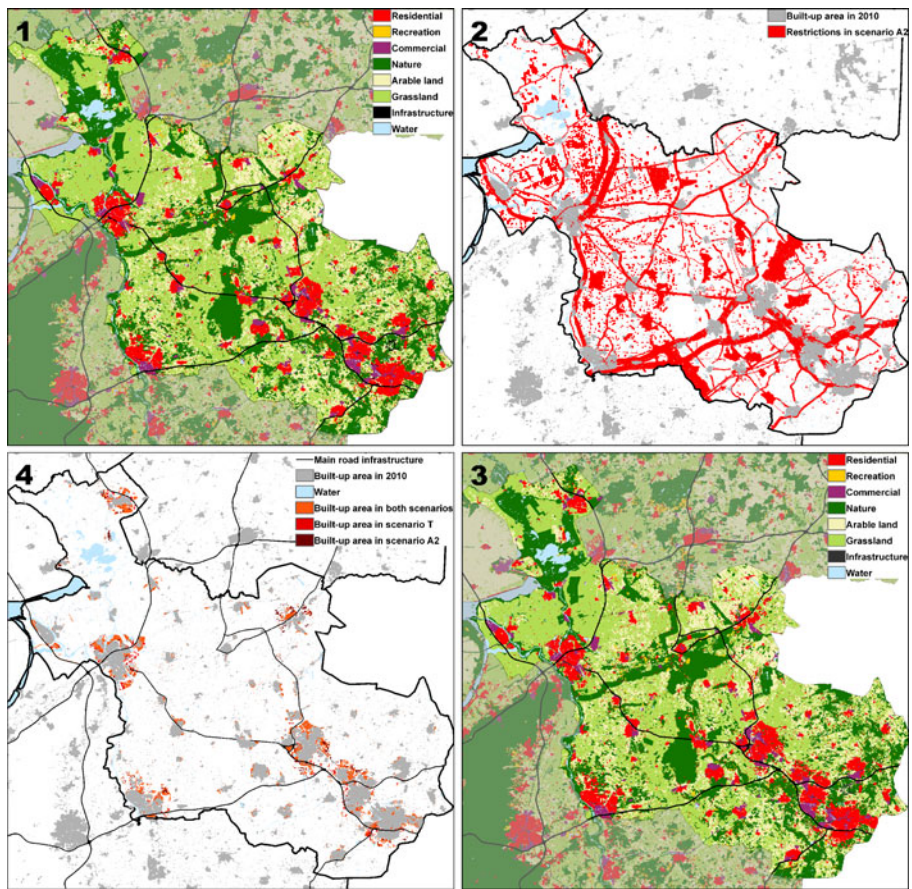 1
Residential
Recreation
Commercial
Nature
Arable land
Grassland
Infrastructure
Water
2
Built-up area in 2010
Restrictions in scenario A2
4
Main road infrastructure
Built-up area in 2010
Water
Built-up area in both scenarios
Built-up area in scenario T
Built-up area in scenario A2
3
Residential
Recreation
Commercial
Nature
Arable land
Grassland
Infrastructure
Water